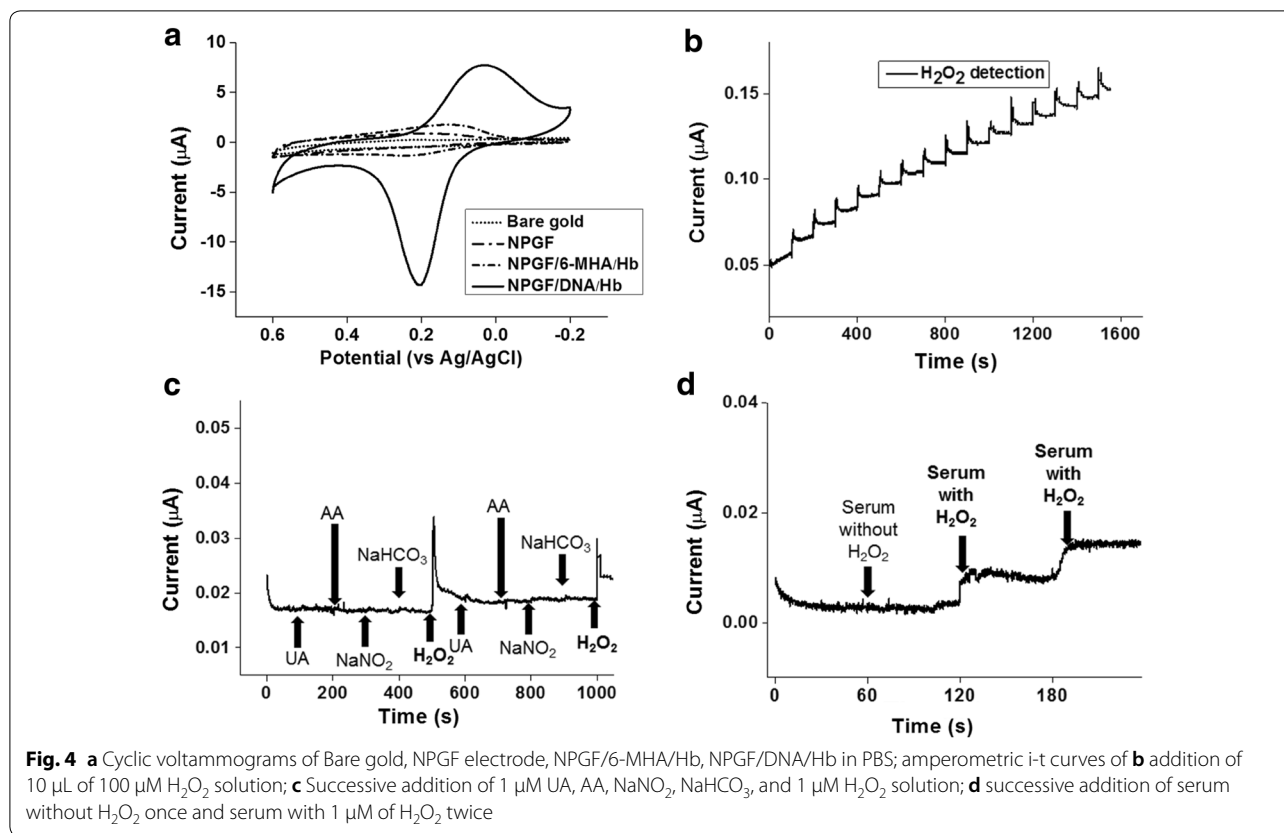 a
Current (µA)
10
5
0
-5
-10
-15
0.6 0.4 0.2 0.0 -0.2
Potential (vs Ag/AgCl)
Bare gold
NPGF
NPGF/6-MHA/Hb
NPGF/DNA/Hb
b
Current (µA)
0.15
0.10
0.05
0 400 800 1200 1600
Time (s)
H₂O₂ detection
c
Current (µA)
0.05
0.04
0.03
0.02
0.01
AA
AA
NaHCO₃
NaHCO₃
UA
NaNO₂
H₂O₂
UA
NaNO₂
H₂O₂
0 200 400 600 800 1000
Time (s)
d
Current (µA)
0.04
0.02
0.00
Serum
without
H₂O₂
Serum
with
H₂O₂
Serum
with
H₂O₂
0 60 120 180
Time (s)
Fig. 4 a Cyclic voltammograms of Bare gold, NPGF electrode, NPGF/6-MHA/Hb, NPGF/DNA/Hb in PBS; amperometric i-t curves of b addition of
10 µL of 100 µM H₂O₂ solution; c Successive addition of 1 µM UA, AA, NaNO₂, NaHCO₃, and 1 µM H₂O₂ solution; d successive addition of serum
without H₂O₂ once and serum with 1 µM of H₂O₂ twice